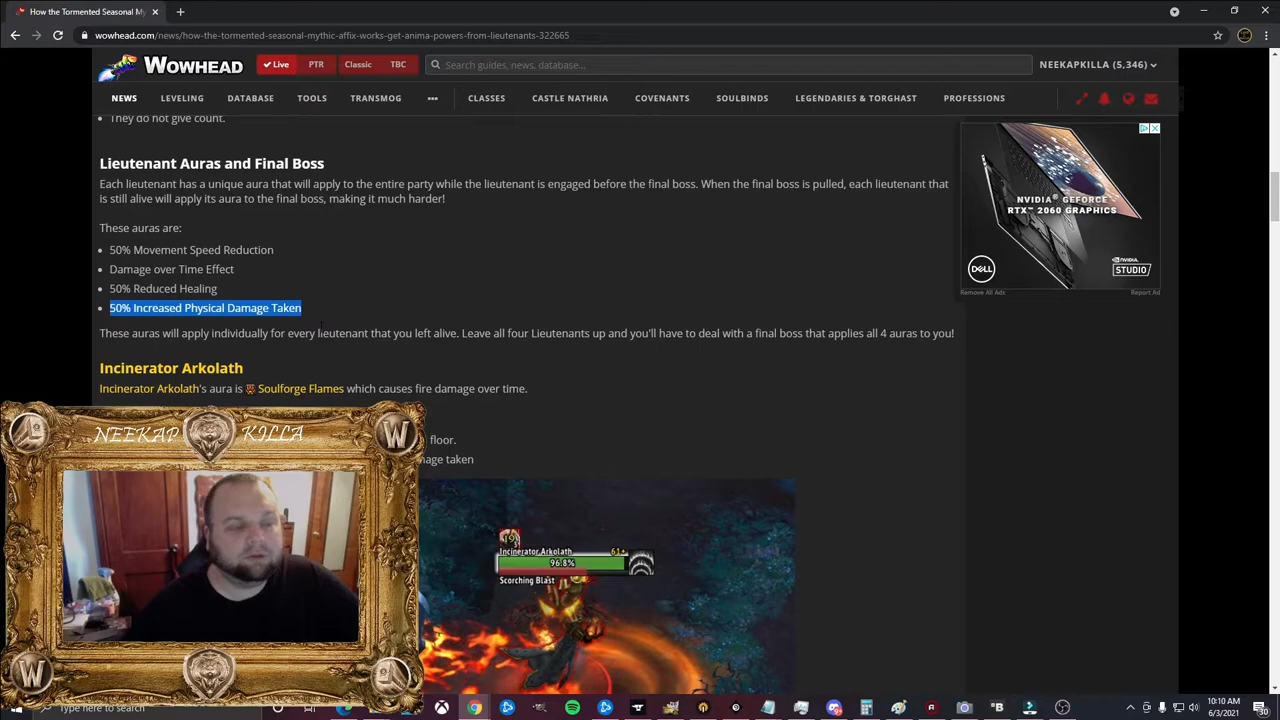 How the Tormented Seasonal My
wowhead.com/news/how-the-tormented-seasonal-mythic-affix-works-get-anima-powers-from-lieutenants-322665
WOWHEAD
Live PTR Classic TBC
Search guides, news, database...
NEEKAPKILLA (5,346)
NEWS LEVELING DATABASE TOOLS TRANSMOG ••• CLASSES CASTLE NATHRIA COVENANTS SOULBINDS LEGENDARIES & TORGHAST PROFESSIONS
• They do not give count.
Lieutenant Auras and Final Boss
Each lieutenant has a unique aura that will apply to the entire party while the lieutenant is engaged before the final boss. When the final boss is pulled, each lieutenant that
is still alive will apply its aura to the final boss, making it much harder!
These auras are:
• 50% Movement Speed Reduction
• Damage over Time Effect
• 50% Reduced Healing
• 50% Increased Physical Damage Taken
These auras will apply individually for every lieutenant that you left alive. Leave all four Lieutenants up and you'll have to deal with a final boss that applies all 4 auras to you!
Incinerator Arkolath
Incinerator Arkolath's aura is Soulforge Flames which causes fire damage over time.
floor.
mage taken
NVIDIA® GEFORCE
RTX™ 2060 GRAPHICS
DELL
NVIDIA
STUDIO
Remove All Ads Report Ad
NEEKAP KILLA
W
W
Incinerator Arkolath 61+
96.8%
Scorching Blast
Type here to search
10:10 AM
6/3/2021